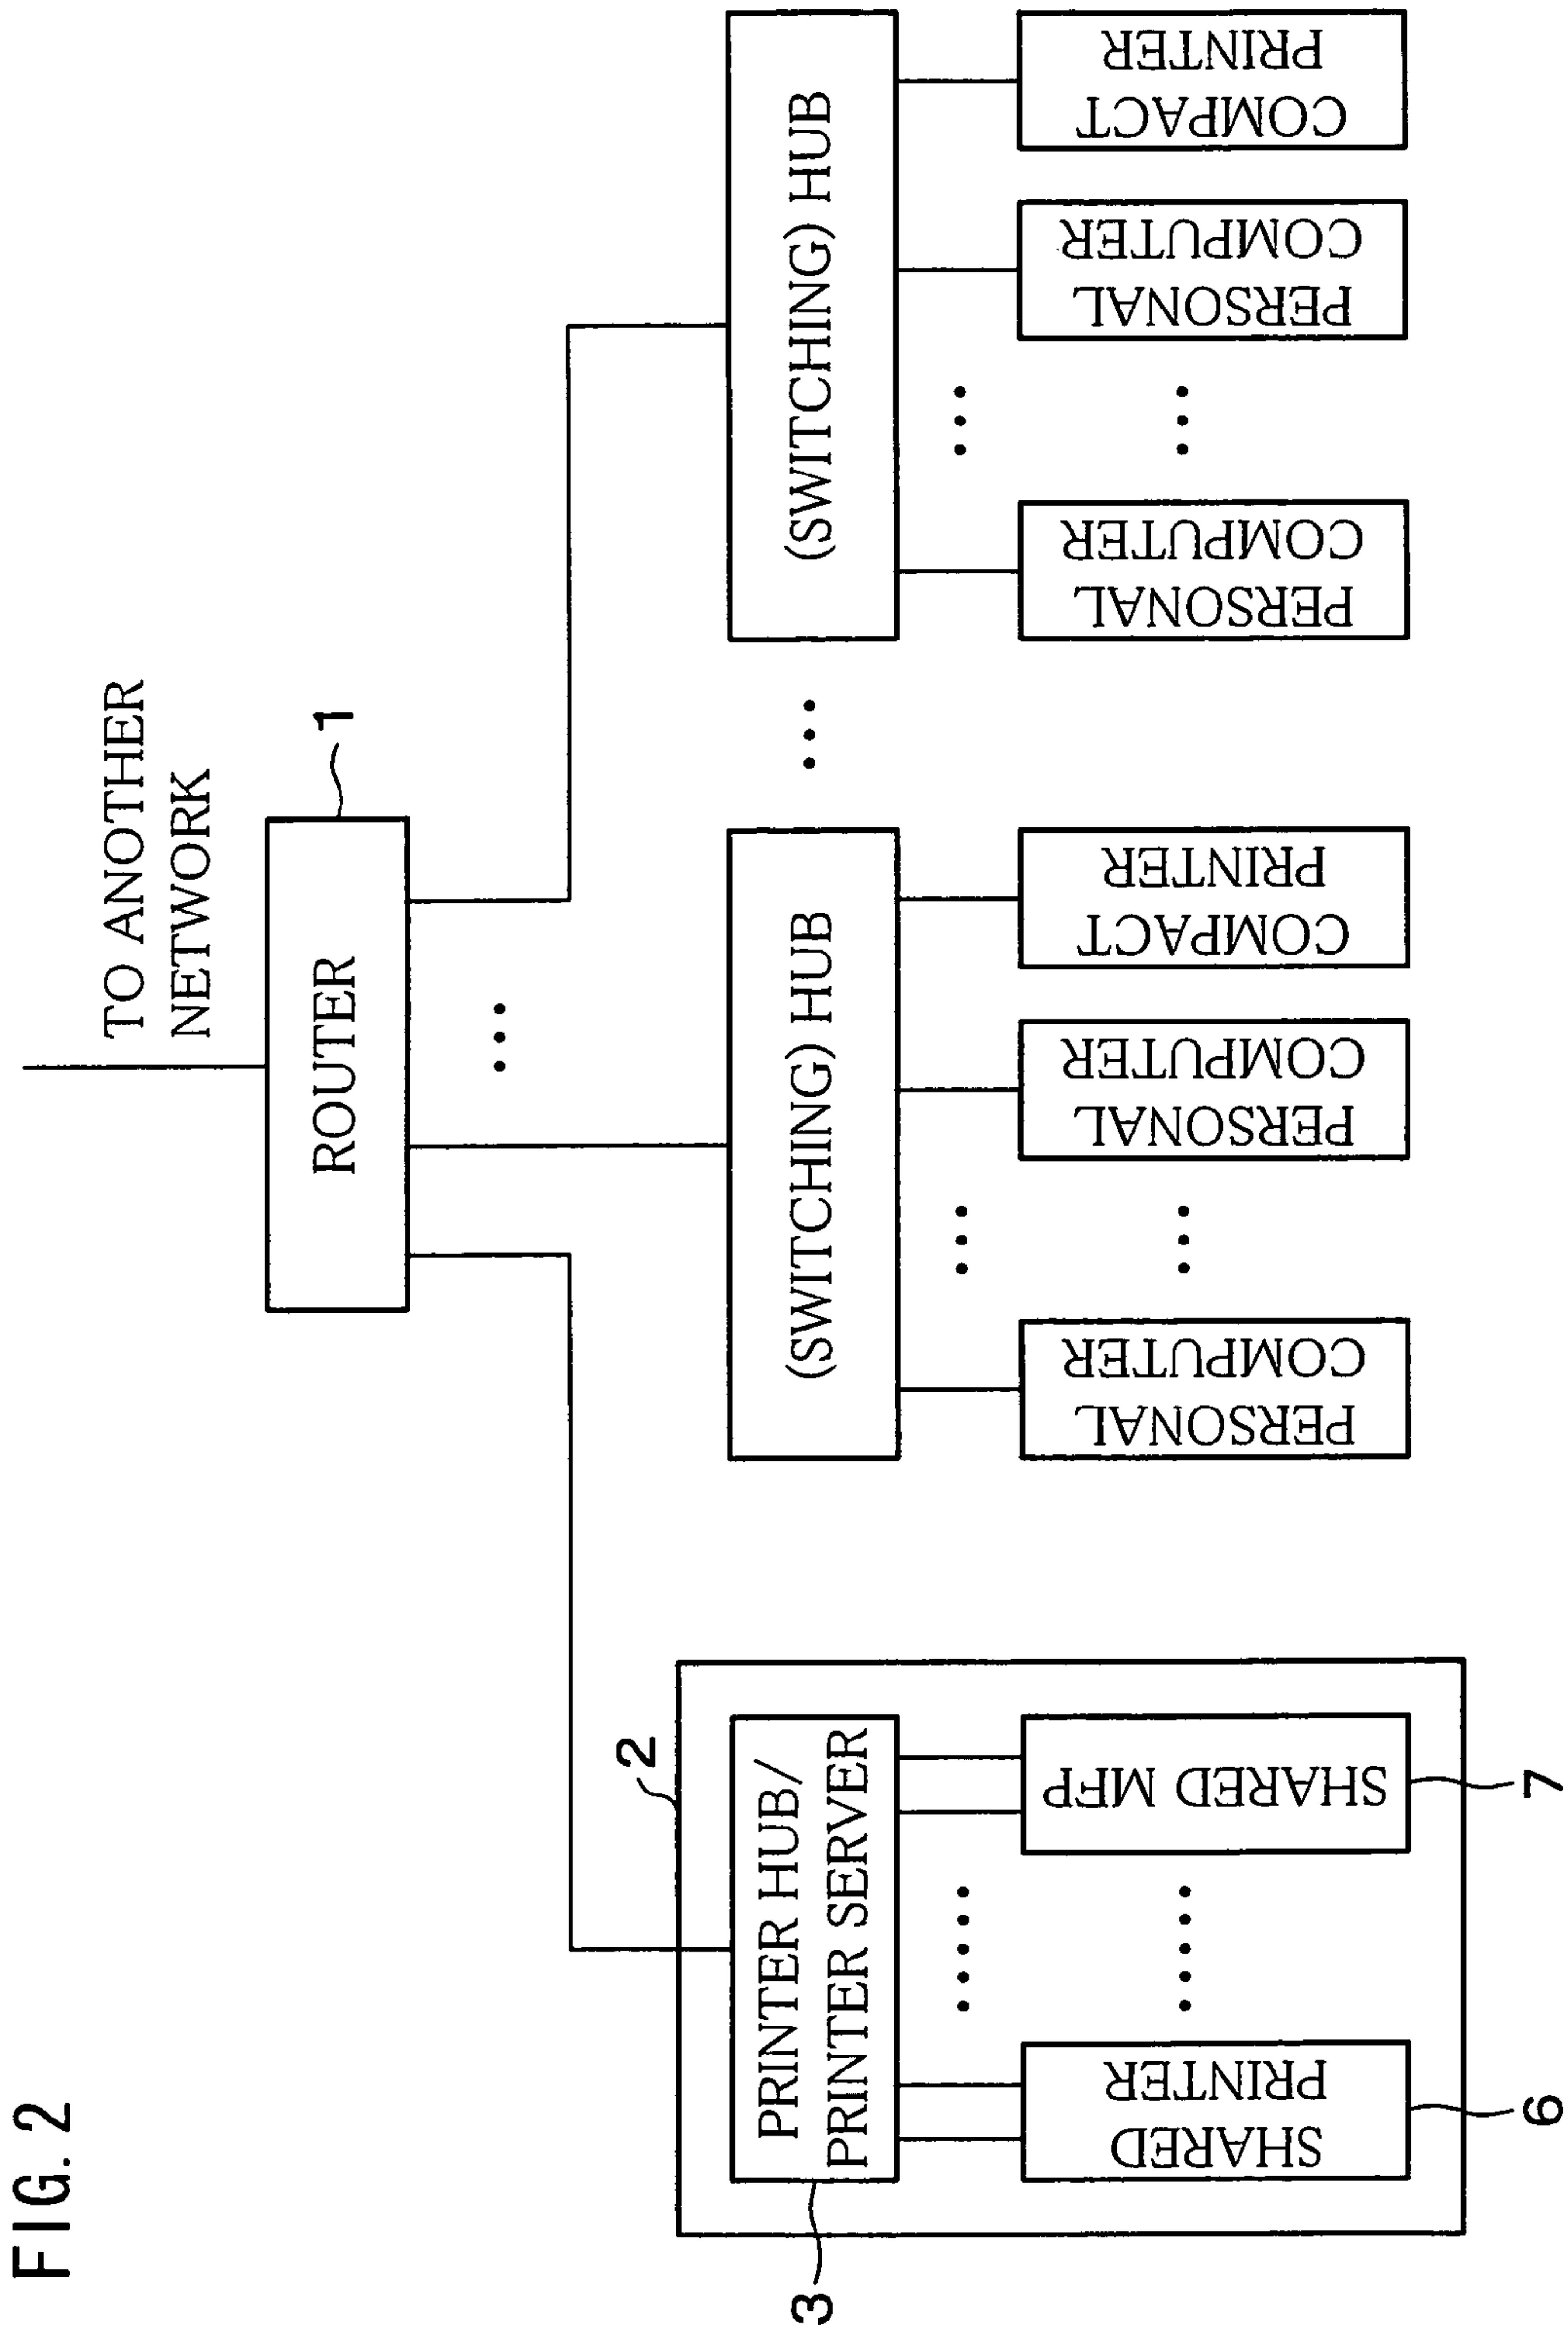 FIG. 2
TO ANOTHER
NETWORK
1
ROUTER
2
3
PRINTER HUB/
PRINTER SERVER
SHARED
PRINTER
6
SHARED MFP
7
(SWITCHING) HUB
PERSONAL
COMPUTER
PERSONAL
COMPUTER
COMPACT
PRINTER
(SWITCHING) HUB
PERSONAL
COMPUTER
PERSONAL
COMPUTER
COMPACT
PRINTER